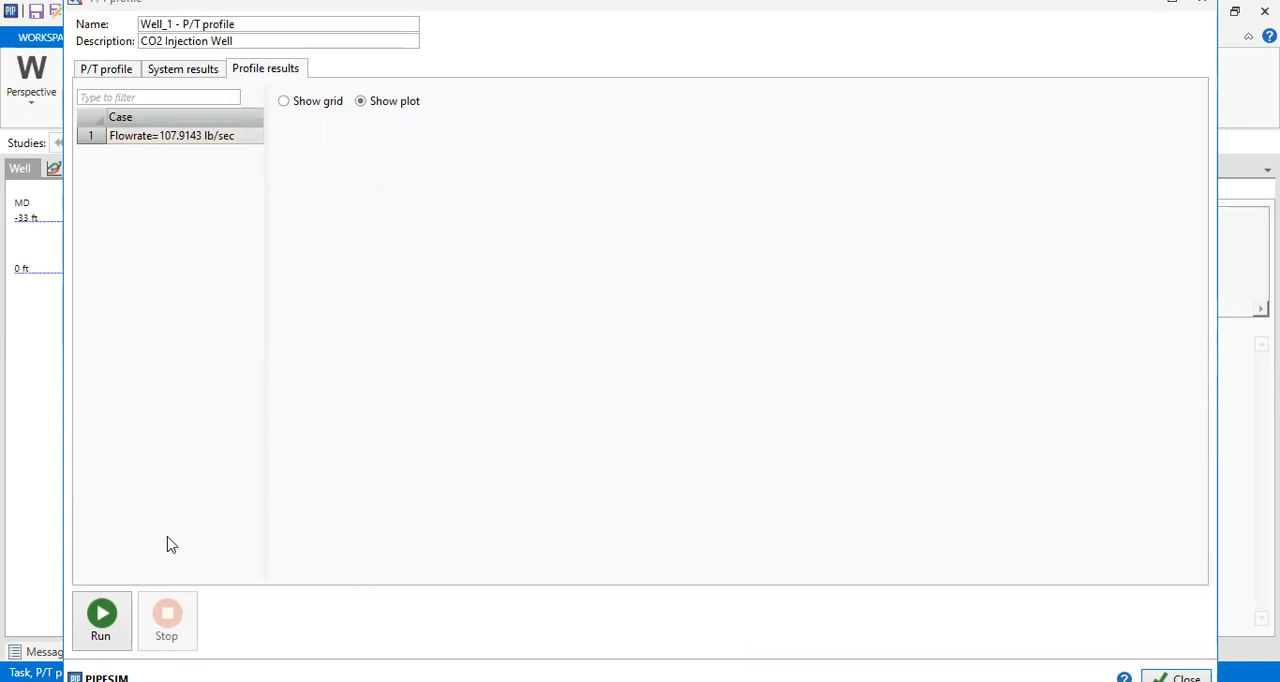 PIP
Name: Well_1 - P/T profile
WORKSPA
Description: CO2 Injection Well
P/T profile System results Profile results
W
Perspective
Type to filter
Show grid Show plot
Case
1 Flowrate=107.9143 lb/sec
Studies:
Well
MD
-33 ft
0 ft
Run
Stop
Messag
Task, P/T p
PIP PIPESIM
? Close